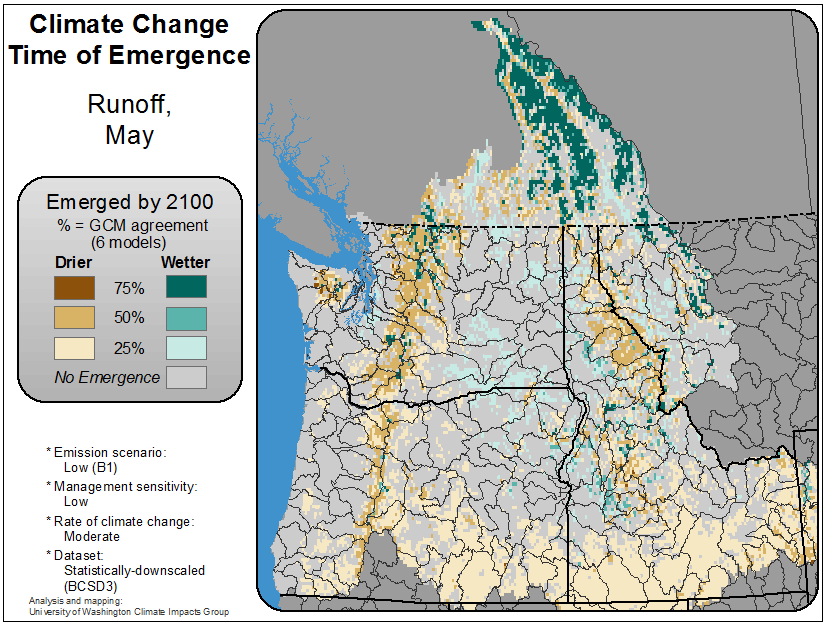 Climate Change
Time of Emergence
Runoff,
May
Emerged by 2100
% = GCM agreement
(6 models)
Drier Wetter
75%
50%
25%
No Emergence
* Emission scenario:
Low (B1)
* Management sensitivity:
Low
* Rate of climate change:
Moderate
* Dataset:
Statistically-downscaled
(BCSD3)
Analysis and mapping:
University of Washington Climate Impacts Group